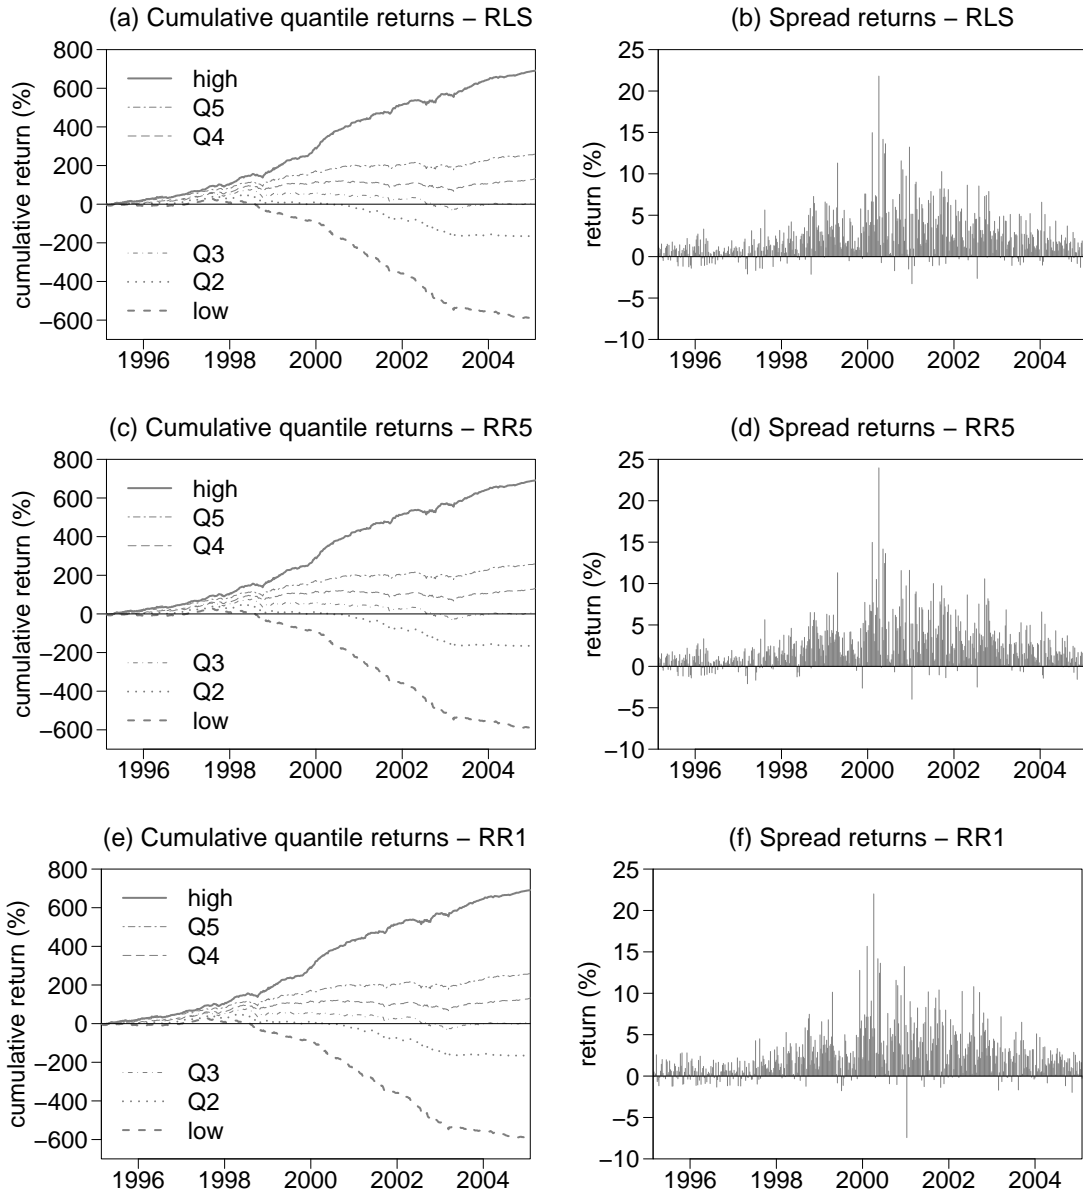 (a) Cumulative quantile returns – RLS
cumulative return (%)
800
600
400
200
0
−200
−400
−600
high
Q5
Q4
Q3
Q2
low
1996 1998 2000 2002 2004
(b) Spread returns – RLS
return (%)
25
20
15
10
5
0
−5
−10
1996 1998 2000 2002 2004
(c) Cumulative quantile returns – RR5
cumulative return (%)
800
600
400
200
0
−200
−400
−600
high
Q5
Q4
Q3
Q2
low
1996 1998 2000 2002 2004
(d) Spread returns – RR5
return (%)
25
20
15
10
5
0
−5
−10
1996 1998 2000 2002 2004
(e) Cumulative quantile returns – RR1
cumulative return (%)
800
600
400
200
0
−200
−400
−600
high
Q5
Q4
Q3
Q2
low
1996 1998 2000 2002 2004
(f) Spread returns – RR1
return (%)
25
20
15
10
5
0
−5
−10
1996 1998 2000 2002 2004